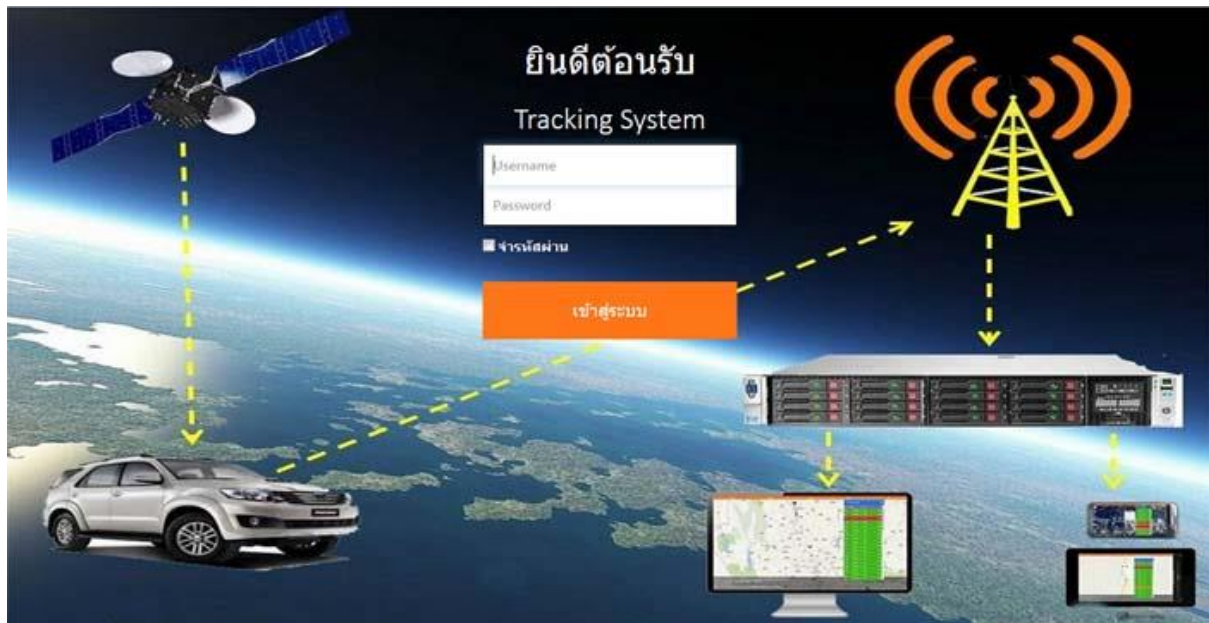 ยินดีต้อนรับ
Tracking System
Username
Password
จำรหัสผ่าน
เข้าสู่ระบบ